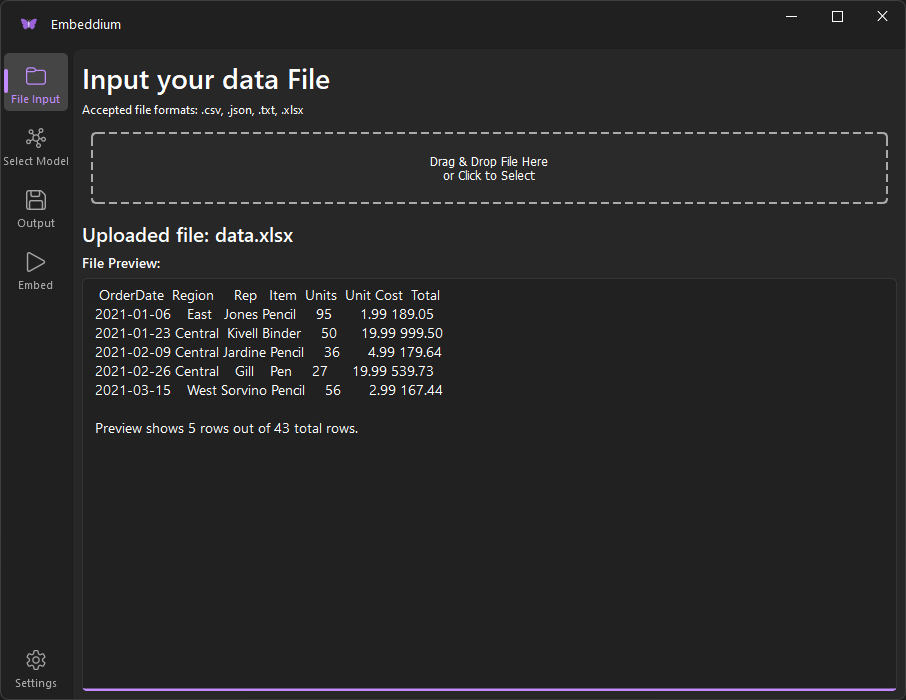 Embeddium
File Input
Select Model
Output
Embed
Settings
Input your data File
Accepted file formats: .csv, .json, .txt, .xlsx
Drag & Drop File Here
or Click to Select
Uploaded file: data.xlsx
File Preview:
OrderDate Region Rep Item Units Unit Cost Total
2021-01-06 East Jones Pencil 95 1.99 189.05
2021-01-23 Central Kivell Binder 50 19.99 999.50
2021-02-09 Central Jardine Pencil 36 4.99 179.64
2021-02-26 Central Gill Pen 27 19.99 539.73
2021-03-15 West Sorvino Pencil 56 2.99 167.44
Preview shows 5 rows out of 43 total rows.